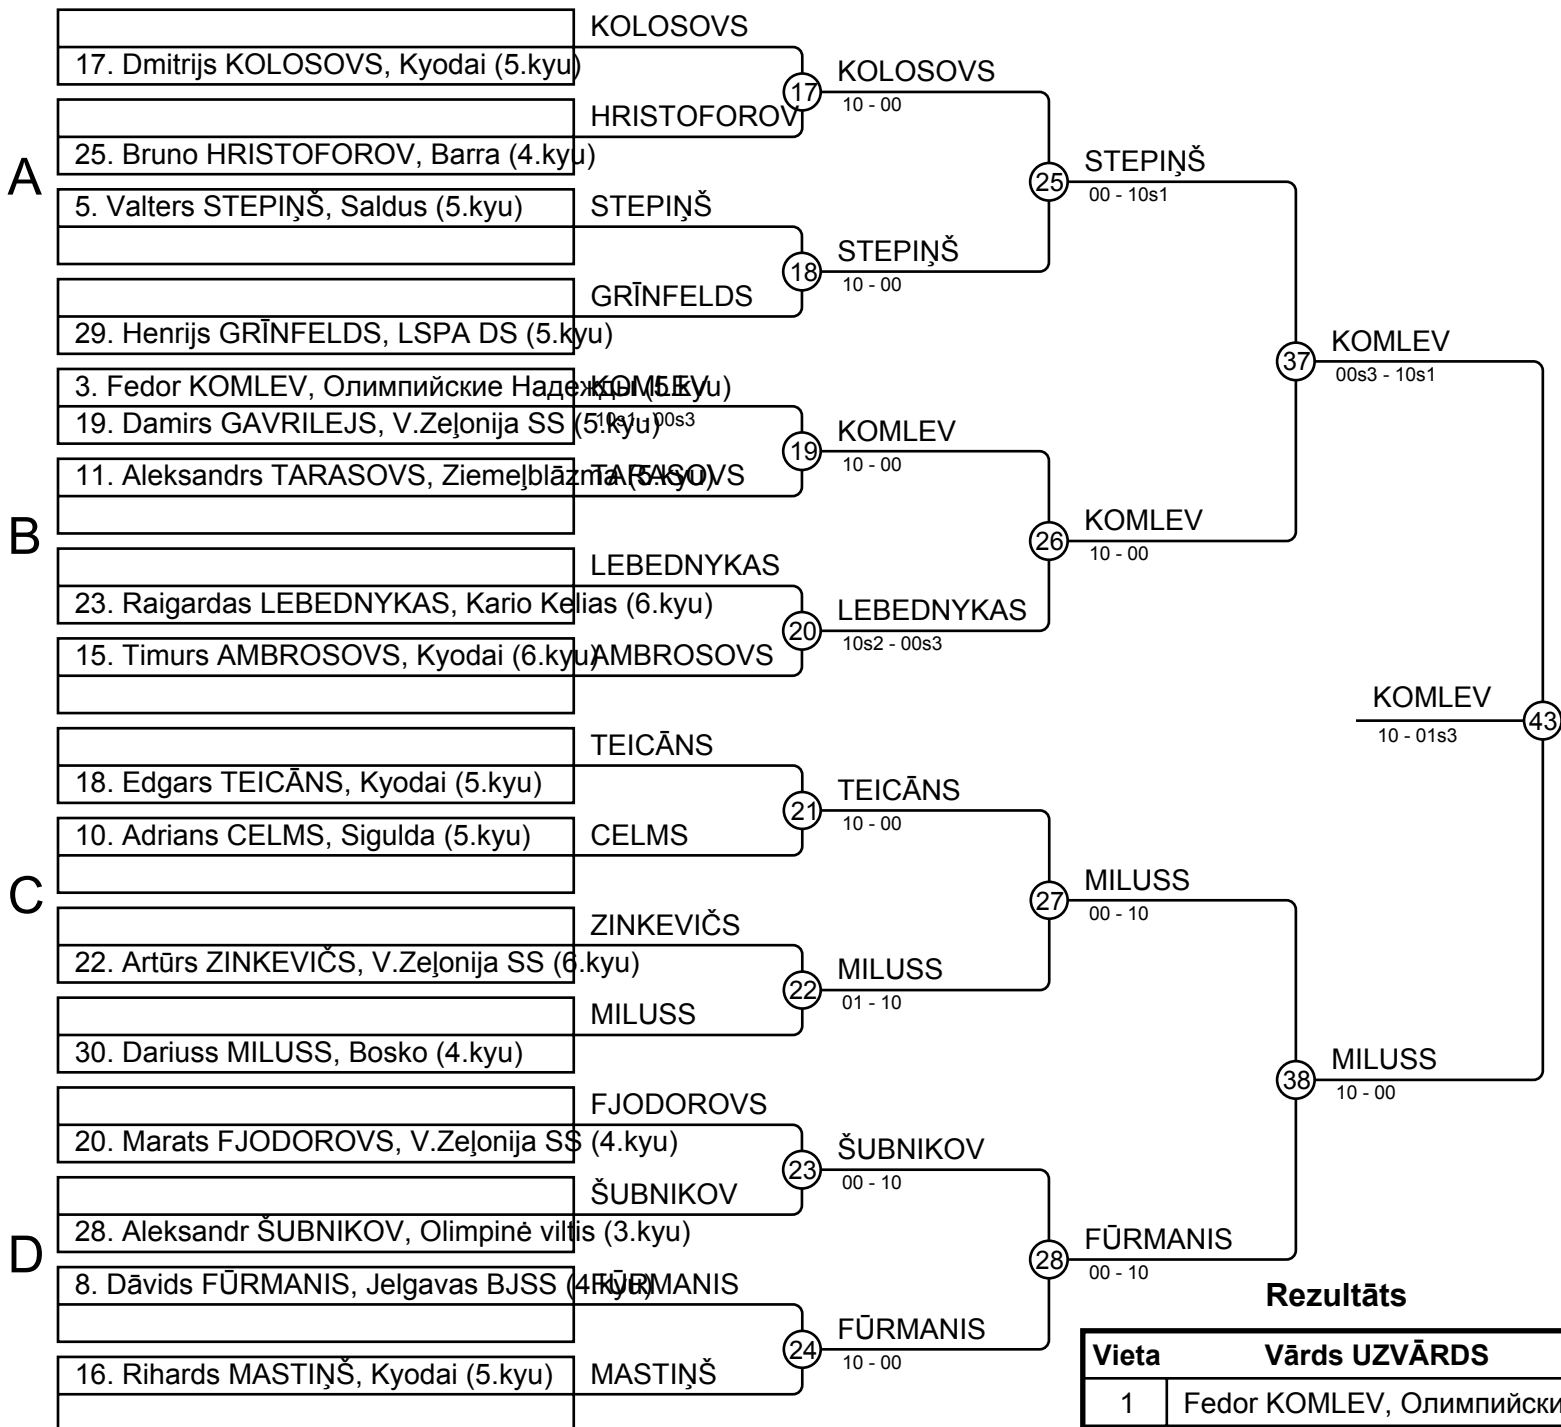 KOLOSOVS
17. Dmitrijs KOLOSOVS, Kyodai (5.kyu)
17
KOLOSOVS
10 - 00
HRISTOFOROV
25. Bruno HRISTOFOROV, Barra (4.kyu)
A
25
STEPIŅŠ
00 - 10s1
5. Valters STEPIŅŠ, Saldus (5.kyu)
STEPIŅŠ
18
STEPIŅŠ
10 - 00
GRĪNFELDS
29. Henrijs GRĪNFELDS, LSPA DS (5.kyu)
37
KOMLEV
00s3 - 10s1
3. Fedor KOMLEV, Олимпийские Надежды (5.kyu)
KOMLEV
10s1 - 00s3
19. Damirs GAVRILEJS, V.Zeļonija SS (5.kyu)
19
KOMLEV
10 - 00
11. Aleksandrs TARASOVS, Ziemeļblāzma (5.kyu)
TARASOVS
B
26
KOMLEV
10 - 00
LEBEDNYKAS
23. Raigardas LEBEDNYKAS, Kario Kelias (6.kyu)
20
LEBEDNYKAS
10s2 - 00s3
15. Timurs AMBROSOVS, Kyodai (6.kyu)
AMBROSOVS
KOMLEV
10 - 01s3
43
TEICĀNS
18. Edgars TEICĀNS, Kyodai (5.kyu)
21
TEICĀNS
10 - 00
10. Adrians CELMS, Sigulda (5.kyu)
CELMS
C
27
MILUSS
00 - 10
ZINKEVIČS
22. Artūrs ZINKEVIČS, V.Zeļonija SS (6.kyu)
22
MILUSS
01 - 10
MILUSS
30. Dariuss MILUSS, Bosko (4.kyu)
38
MILUSS
10 - 00
FJODOROVS
20. Marats FJODOROVS, V.Zeļonija SS (4.kyu)
23
ŠUBNIKOV
00 - 10
ŠUBNIKOV
28. Aleksandr ŠUBNIKOV, Olimpinė viltis (3.kyu)
D
28
FŪRMANIS
00 - 10
8. Dāvids FŪRMANIS, Jelgavas BJSS (4.kyu)
FŪRMANIS
24
FŪRMANIS
10 - 00
16. Rihards MASTIŅŠ, Kyodai (5.kyu)
MASTIŅŠ
Rezultāts
Vieta Vārds UZVĀRDS
1 Fedor KOMLEV, Олимпийски